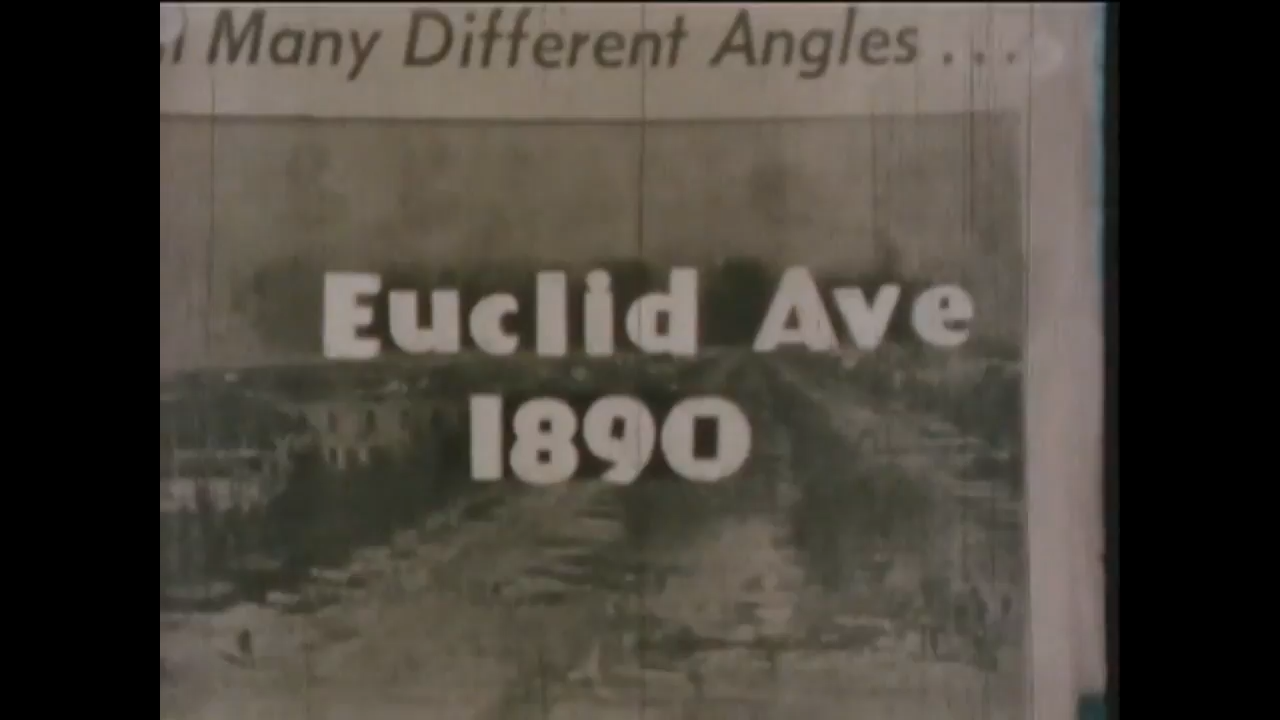 Many Different Angles . . .
Euclid Ave
1890